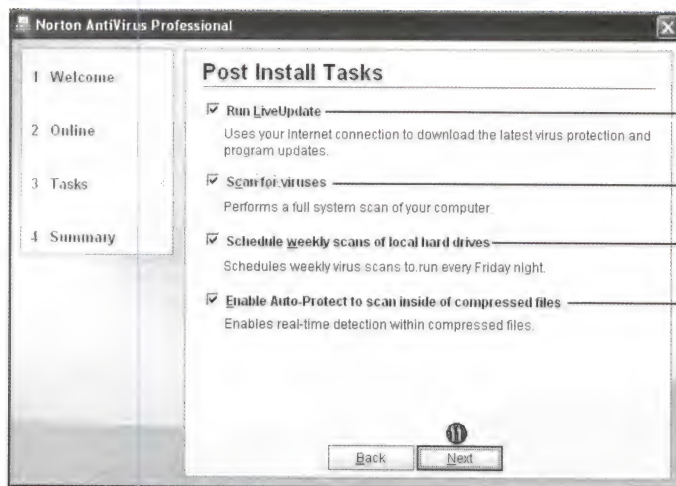 Norton AntiVirus Professional
1 Welcome
2 Online
3 Tasks
4 Summary
Post Install Tasks
Run LiveUpdate
Uses your Internet connection to download the latest virus protection and
program updates.
Scan for viruses
Performs a full system scan of your computer.
Schedule weekly scans of local hard drives
Schedules weekly virus scans to run every Friday night.
Enable Auto-Protect to scan inside of compressed files
Enables real-time detection within compressed files.
11
Back
Next